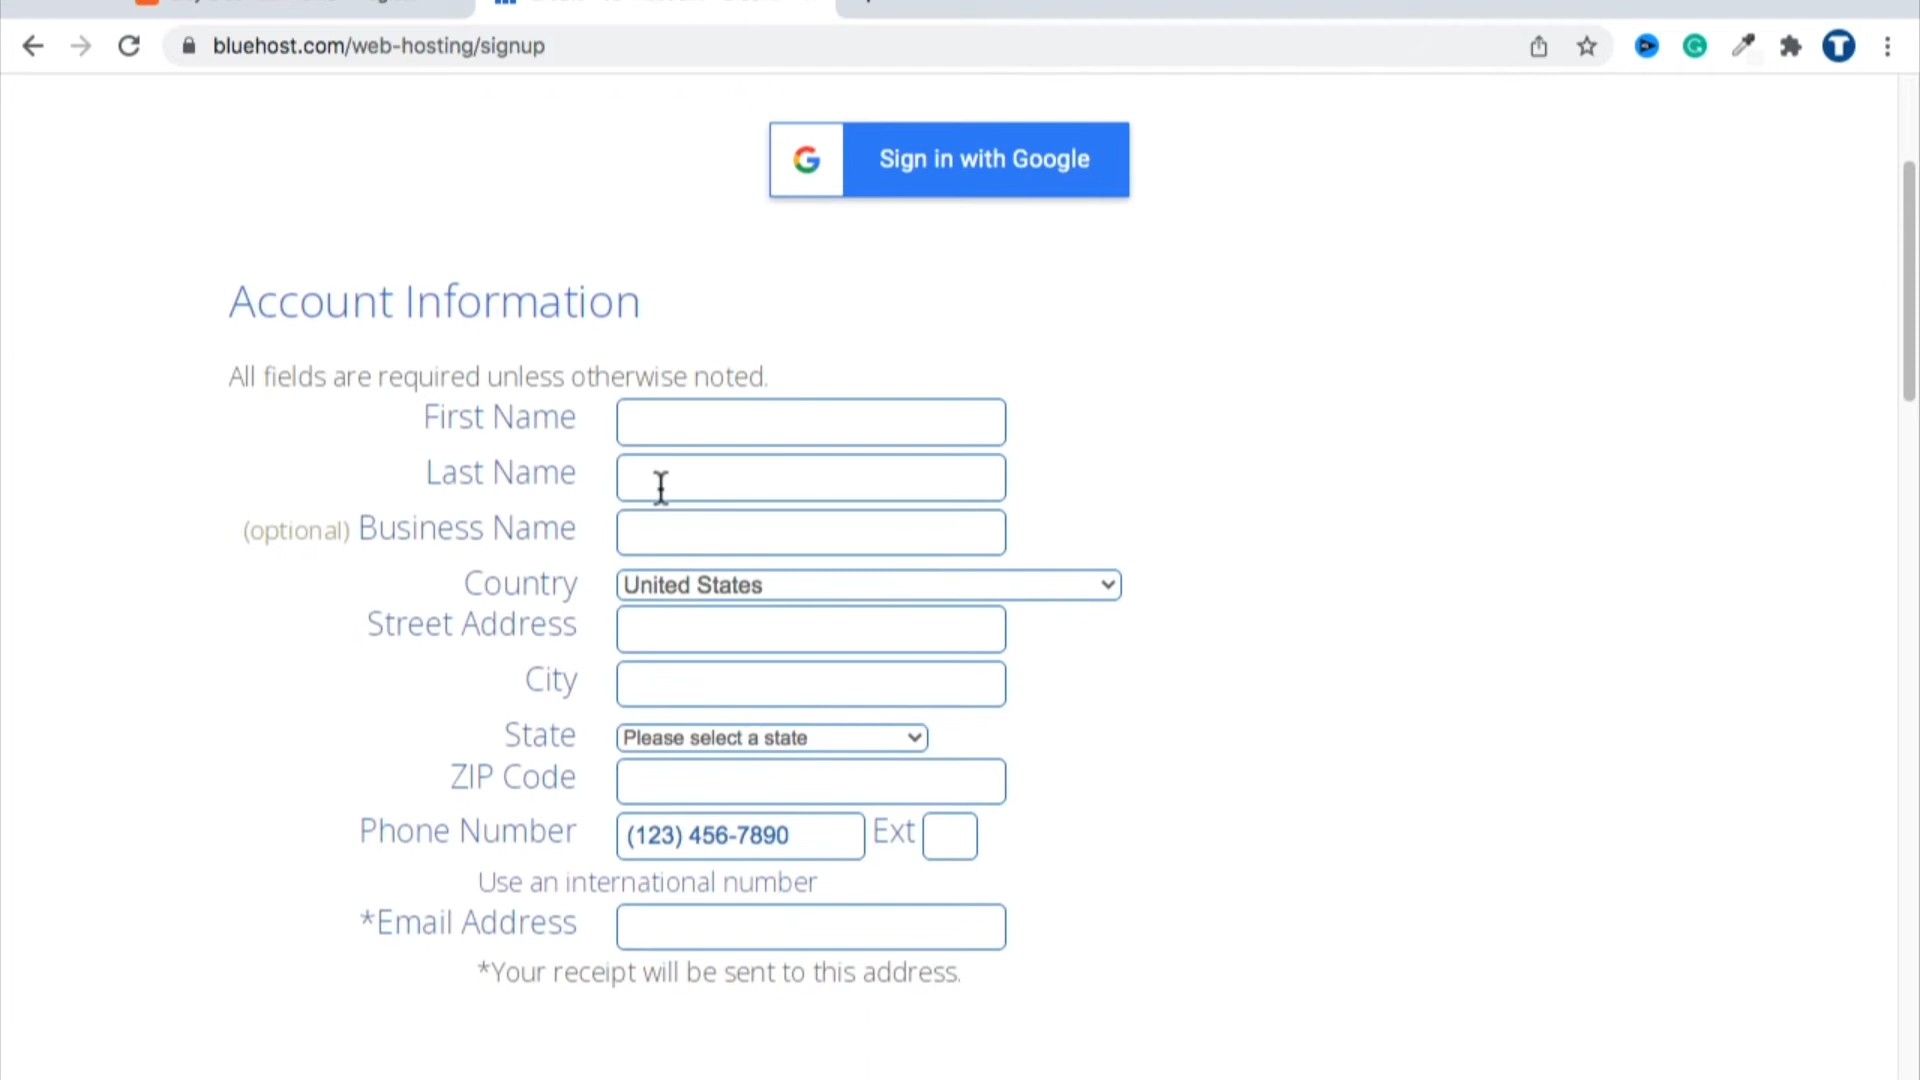 bluehost.com/web-hosting/signup
Sign in with Google
Account Information
All fields are required unless otherwise noted.
First Name
Last Name
(optional) Business Name
Country United States
Street Address
City
State Please select a state
ZIP Code
Phone Number (123) 456-7890 Ext
Use an international number
*Email Address
*Your receipt will be sent to this address.